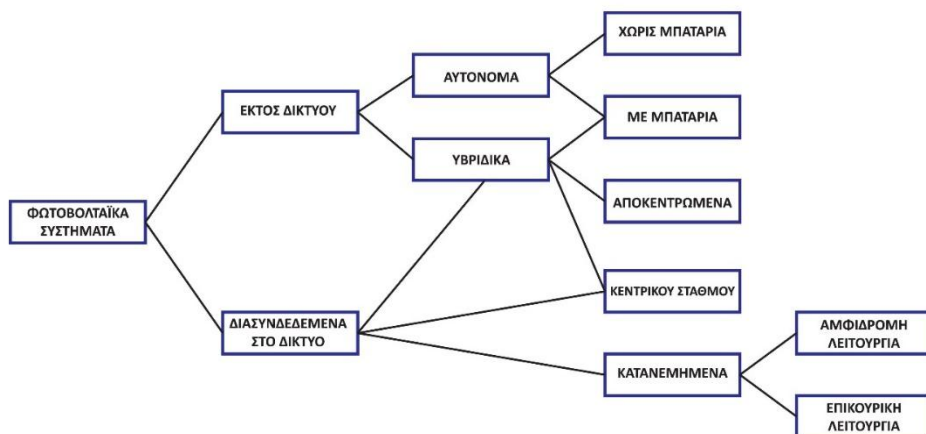 ΦΩΤΟΒΟΛΤΑΪΚΑ
ΣΥΣΤΗΜΑΤΑ
ΕΚΤΟΣ ΔΙΚΤΥΟΥ
ΔΙΑΣΥΝΔΕΔΕΜΕΝΑ
ΣΤΟ ΔΙΚΤΥΟ
ΑΥΤΟΝΟΜΑ
ΥΒΡΙΔΙΚΑ
ΧΩΡΙΣ ΜΠΑΤΑΡΙΑ
ΜΕ ΜΠΑΤΑΡΙΑ
ΑΠΟΚΕΝΤΡΩΜΕΝΑ
ΚΕΝΤΡΙΚΟΥ ΣΤΑΘΜΟΥ
ΚΑΤΑΝΕΜΗΜΕΝΑ
ΑΜΦΙΔΡΟΜΗ
ΛΕΙΤΟΥΡΓΙΑ
ΕΠΙΚΟΥΡΙΚΗ
ΛΕΙΤΟΥΡΓΙΑ